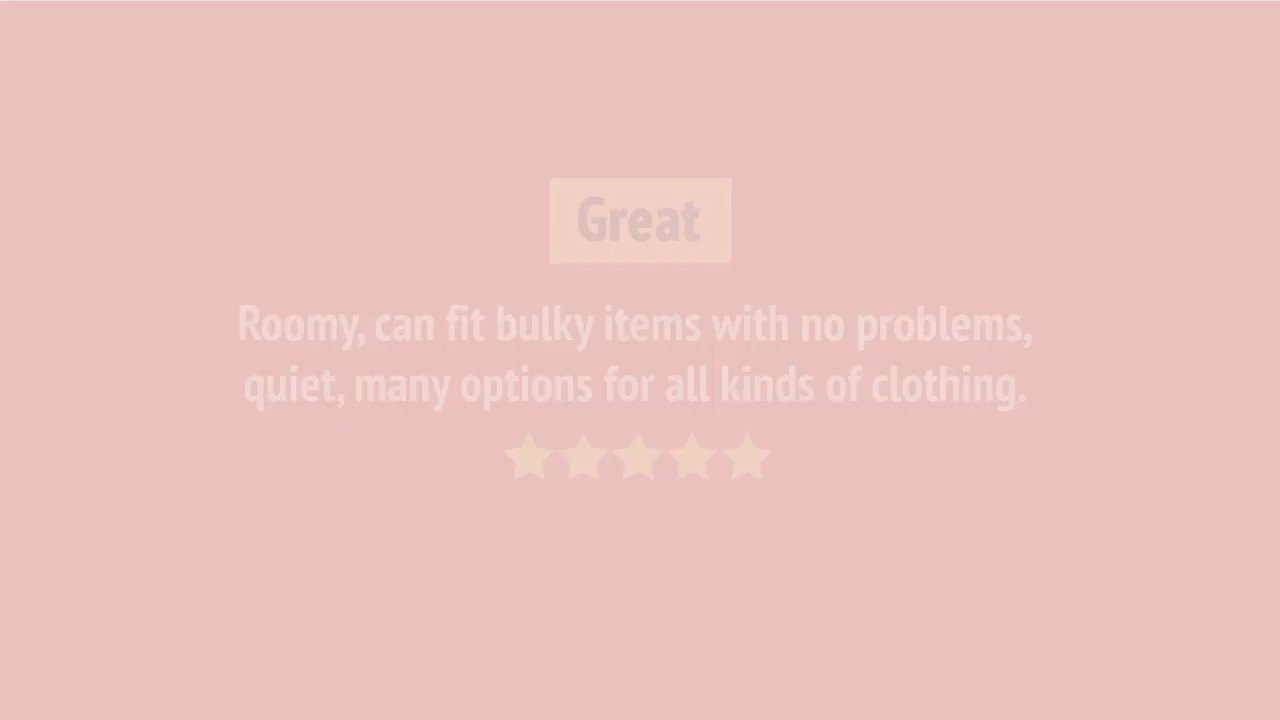 Great
Roomy, can fit bulky items with no problems,
quiet, many options for all kinds of clothing.